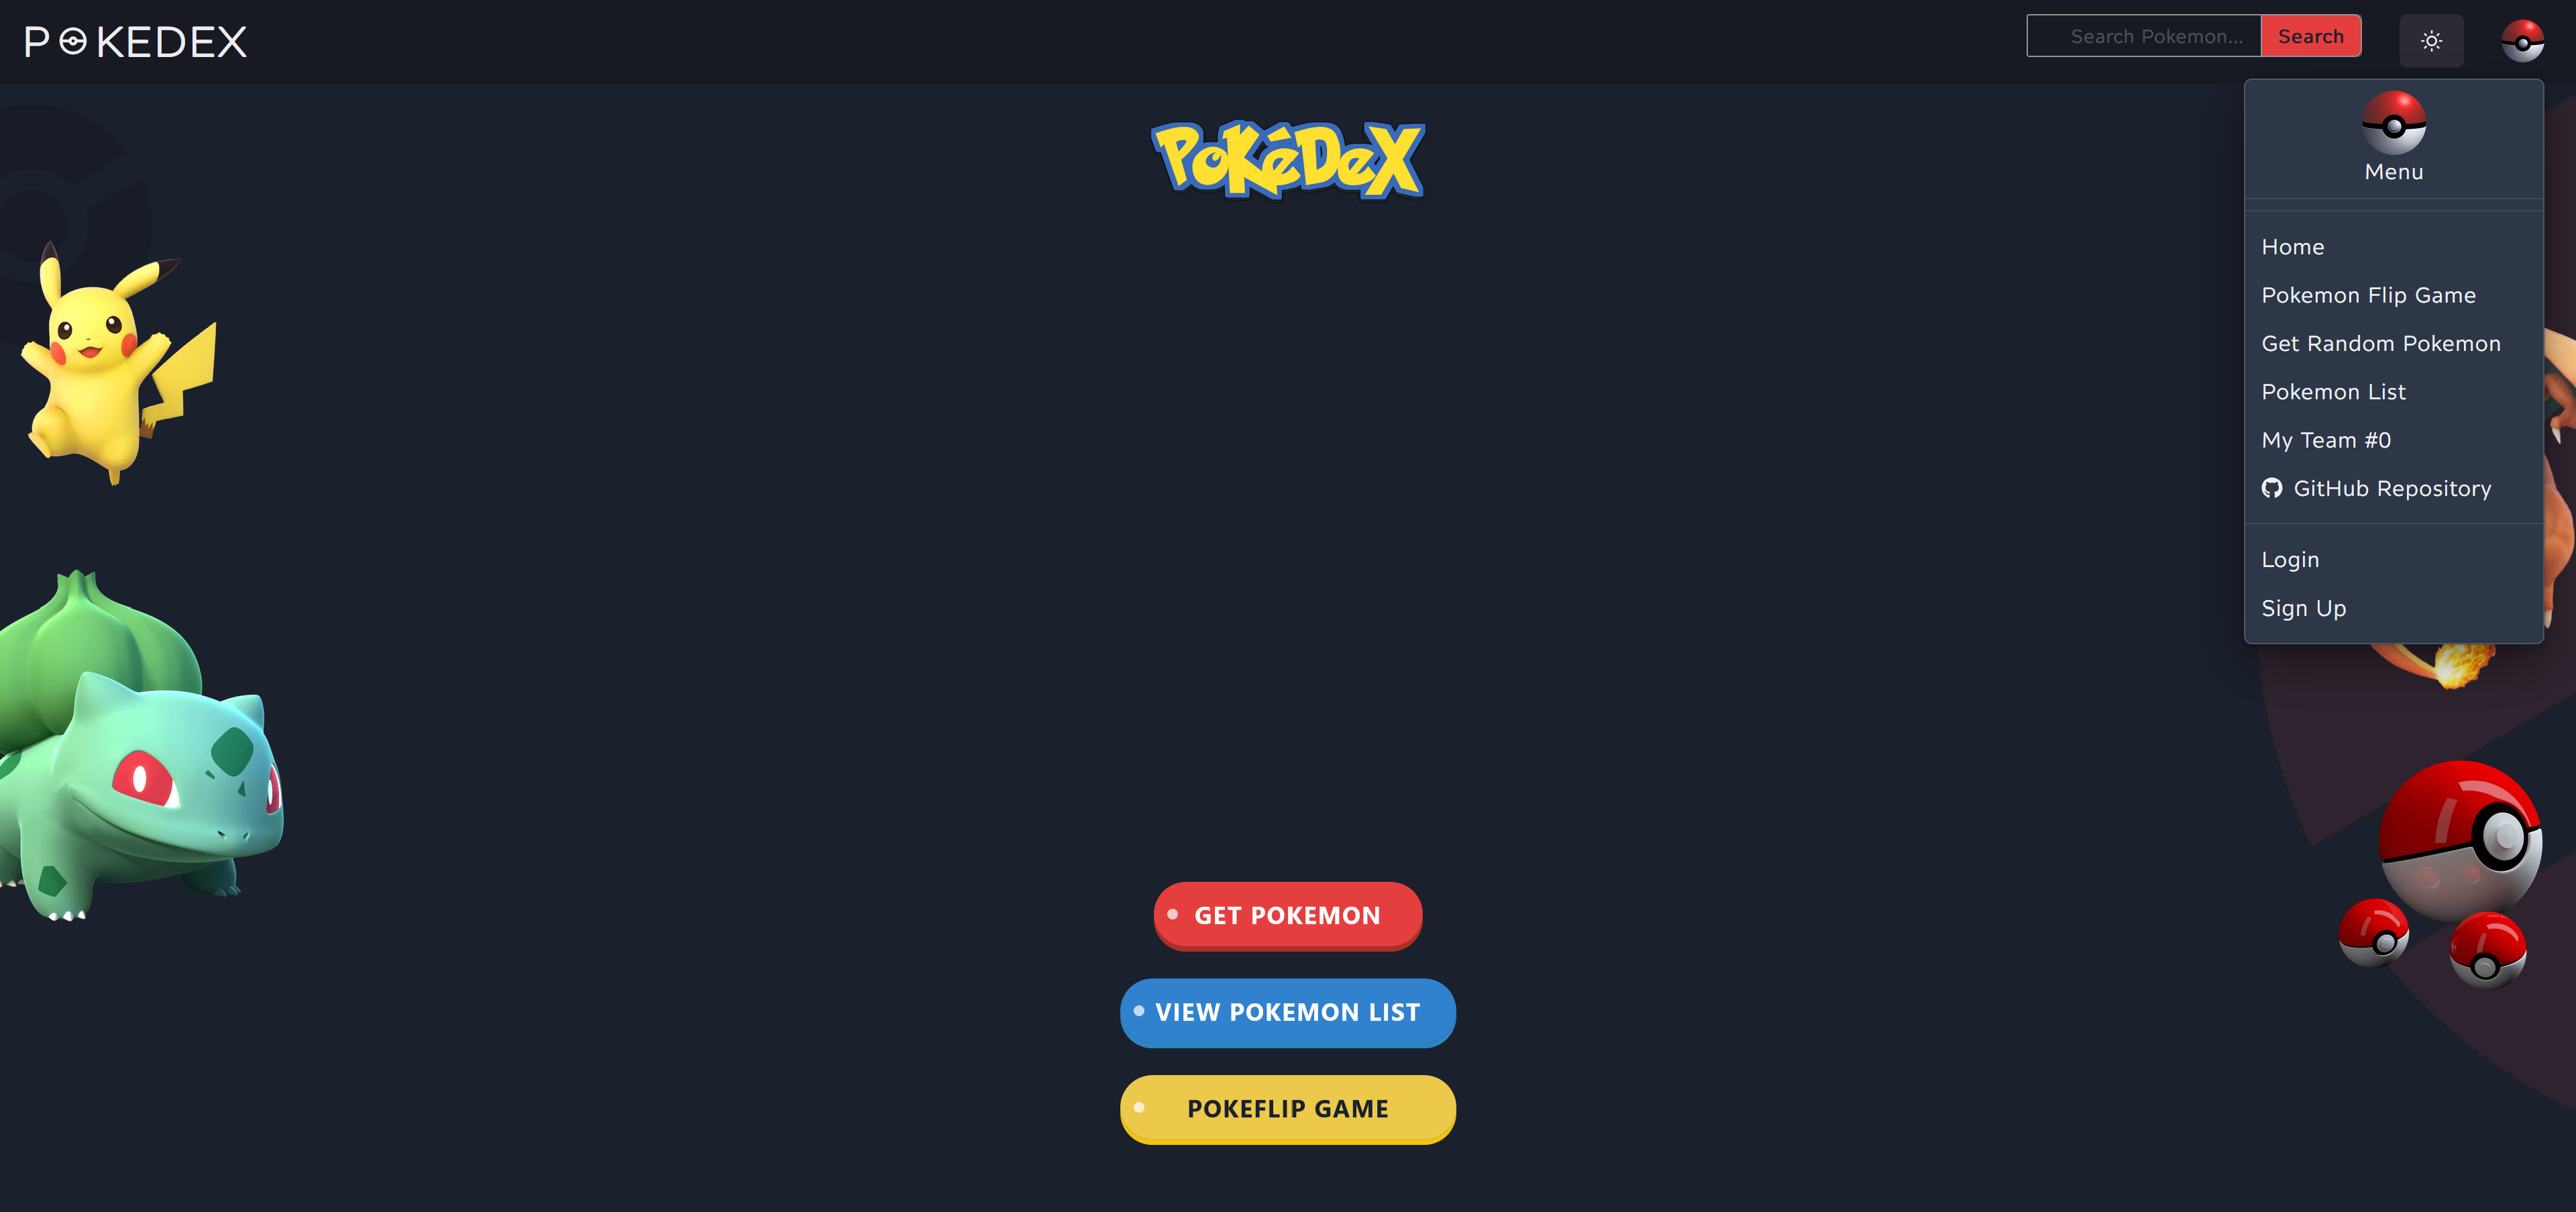 POKEDEX
Search Pokemon...
Search
PoKéDeX
Menu
Home
Pokemon Flip Game
Get Random Pokemon
Pokemon List
My Team #0
GitHub Repository
Login
Sign Up
GET POKEMON
VIEW POKEMON LIST
POKEFLIP GAME